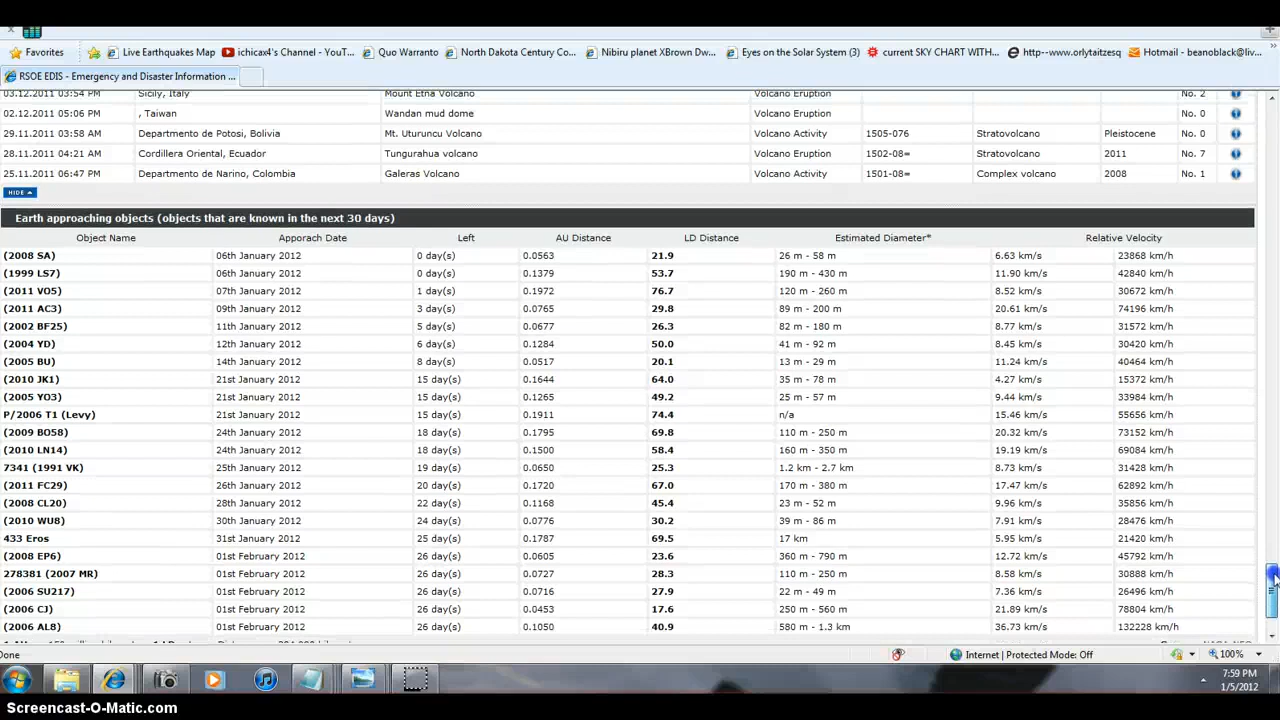 Favorites Live Earthquakes Map ichicax4's Channel - YouT... Quo Warranto North Dakota Century Co... Nibiru planet XBrown Dw... Eyes on the Solar System (3) current SKY CHART WITH... http--www.orlytaitzesq Hotmail - beanoblack@liv...
RSOE EDIS - Emergency and Disaster Information ...
03.12.2011 03:54 PM Sicily, Italy Mount Etna Volcano Volcano Eruption No. 2
02.12.2011 05:06 PM , Taiwan Wandan mud dome Volcano Eruption No. 0
29.11.2011 03:58 AM Departmento de Potosi, Bolivia Mt. Uturuncu Volcano Volcano Activity 1505-076 Stratovolcano Pleistocene No. 0
28.11.2011 04:21 AM Cordillera Oriental, Ecuador Tungurahua volcano Volcano Eruption 1502-08= Stratovolcano 2011 No. 7
25.11.2011 06:47 PM Departmento de Narino, Colombia Galeras Volcano Volcano Activity 1501-08= Complex volcano 2008 No. 1
HIDE
Earth approaching objects (objects that are known in the next 30 days)
Object Name Apporach Date Left AU Distance LD Distance Estimated Diameter* Relative Velocity
(2008 SA) 06th January 2012 0 day(s) 0.0563 21.9 26 m - 58 m 6.63 km/s 23868 km/h
(1999 LS7) 06th January 2012 0 day(s) 0.1379 53.7 190 m - 430 m 11.90 km/s 42840 km/h
(2011 VO5) 07th January 2012 1 day(s) 0.1972 76.7 120 m - 260 m 8.52 km/s 30672 km/h
(2011 AC3) 09th January 2012 3 day(s) 0.0765 29.8 89 m - 200 m 20.61 km/s 74196 km/h
(2002 BF25) 11th January 2012 5 day(s) 0.0677 26.3 82 m - 180 m 8.77 km/s 31572 km/h
(2004 YD) 12th January 2012 6 day(s) 0.1284 50.0 41 m - 92 m 8.45 km/s 30420 km/h
(2005 BU) 14th January 2012 8 day(s) 0.0517 20.1 13 m - 29 m 11.24 km/s 40464 km/h
(2010 JK1) 21st January 2012 15 day(s) 0.1644 64.0 35 m - 78 m 4.27 km/s 15372 km/h
(2005 YO3) 21st January 2012 15 day(s) 0.1265 49.2 25 m - 57 m 9.44 km/s 33984 km/h
P/2006 T1 (Levy) 21st January 2012 15 day(s) 0.1911 74.4 n/a 15.46 km/s 55656 km/h
(2009 BO58) 24th January 2012 18 day(s) 0.1795 69.8 110 m - 250 m 20.32 km/s 73152 km/h
(2010 LN14) 24th January 2012 18 day(s) 0.1500 58.4 160 m - 350 m 19.19 km/s 69084 km/h
7341 (1991 VK) 25th January 2012 19 day(s) 0.0650 25.3 1.2 km - 2.7 km 8.73 km/s 31428 km/h
(2011 FC29) 26th January 2012 20 day(s) 0.1720 67.0 170 m - 380 m 17.47 km/s 62892 km/h
(2008 CL20) 28th January 2012 22 day(s) 0.1168 45.4 23 m - 52 m 9.96 km/s 35856 km/h
(2010 WU8) 30th January 2012 24 day(s) 0.0776 30.2 39 m - 86 m 7.91 km/s 28476 km/h
433 Eros 31st January 2012 25 day(s) 0.1787 69.5 17 km 5.95 km/s 21420 km/h
(2008 EP6) 01st February 2012 26 day(s) 0.0605 23.6 360 m - 790 m 12.72 km/s 45792 km/h
278381 (2007 MR) 01st February 2012 26 day(s) 0.0727 28.3 110 m - 250 m 8.58 km/s 30888 km/h
(2006 SU217) 01st February 2012 26 day(s) 0.0716 27.9 22 m - 49 m 7.36 km/s 26496 km/h
(2006 CJ) 01st February 2012 26 day(s) 0.0453 17.6 250 m - 560 m 21.89 km/s 78804 km/h
(2006 AL8) 01st February 2012 26 day(s) 0.1050 40.9 580 m - 1.3 km 36.73 km/s 132228 km/h
Done Internet | Protected Mode: Off 100%
7:59 PM
1/5/2012
Screencast-O-Matic.com